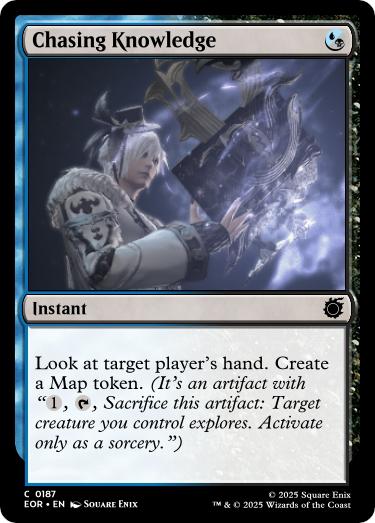 Chasing Knowledge
Instant
Look at target player's hand. Create
a Map token. (It's an artifact with
"1, T, Sacrifice this artifact: Target
creature you control explores. Activate
only as a sorcery.")
C 0187
EOR • EN SQUARE ENIX
© 2025 Square Enix
™ & © 2025 Wizards of the Coast